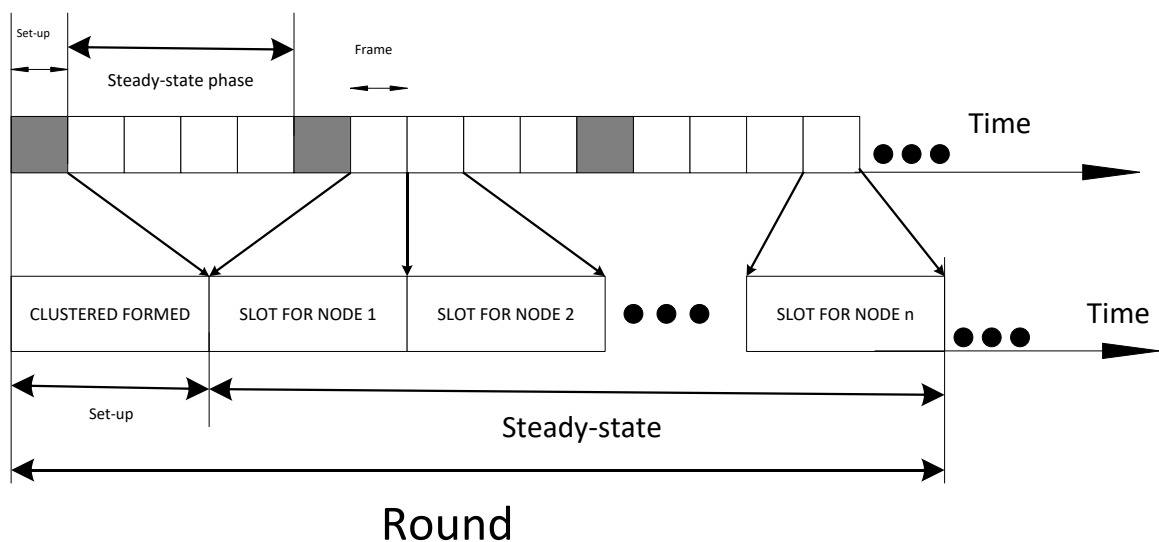 Set-up
Frame
Steady-state phase
Time
CLUSTERED FORMED
SLOT FOR NODE 1
SLOT FOR NODE 2
SLOT FOR NODE n
Time
Set-up
Steady-state
Round